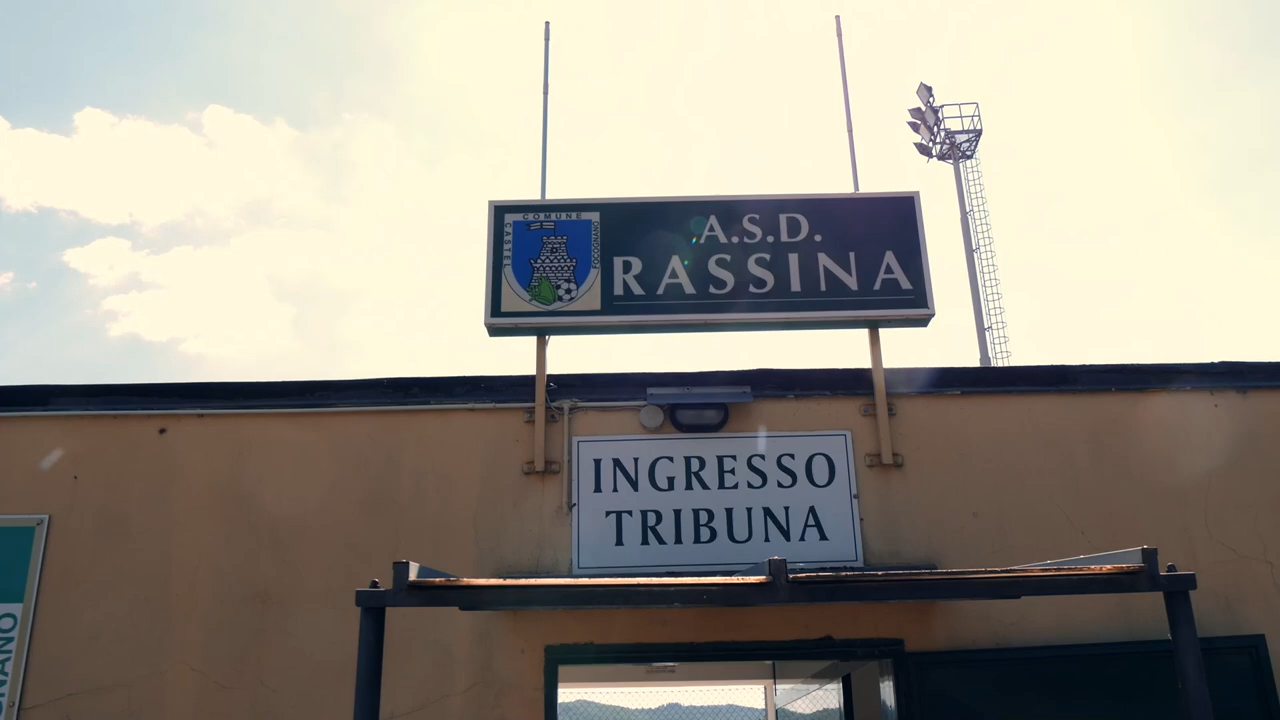 COMUNE
CASTEL
FOCOGNANO
A.S.D.
RASSINA
INGRESSO
TRIBUNA